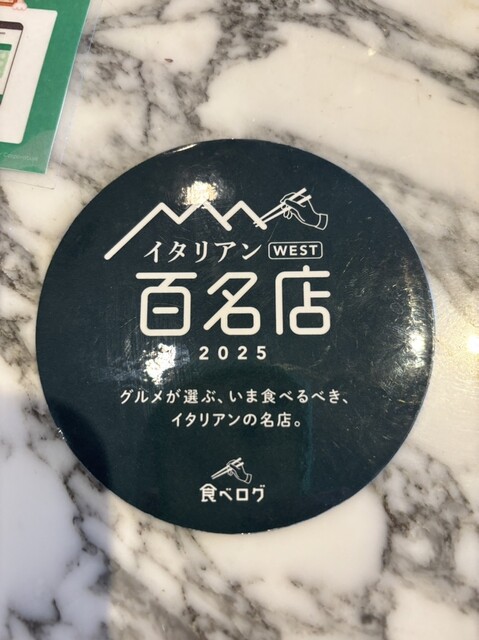 イタリアン WEST
百名店
2025
グルメが選ぶ、いま食べるべき、
イタリアンの名店。
食べログ